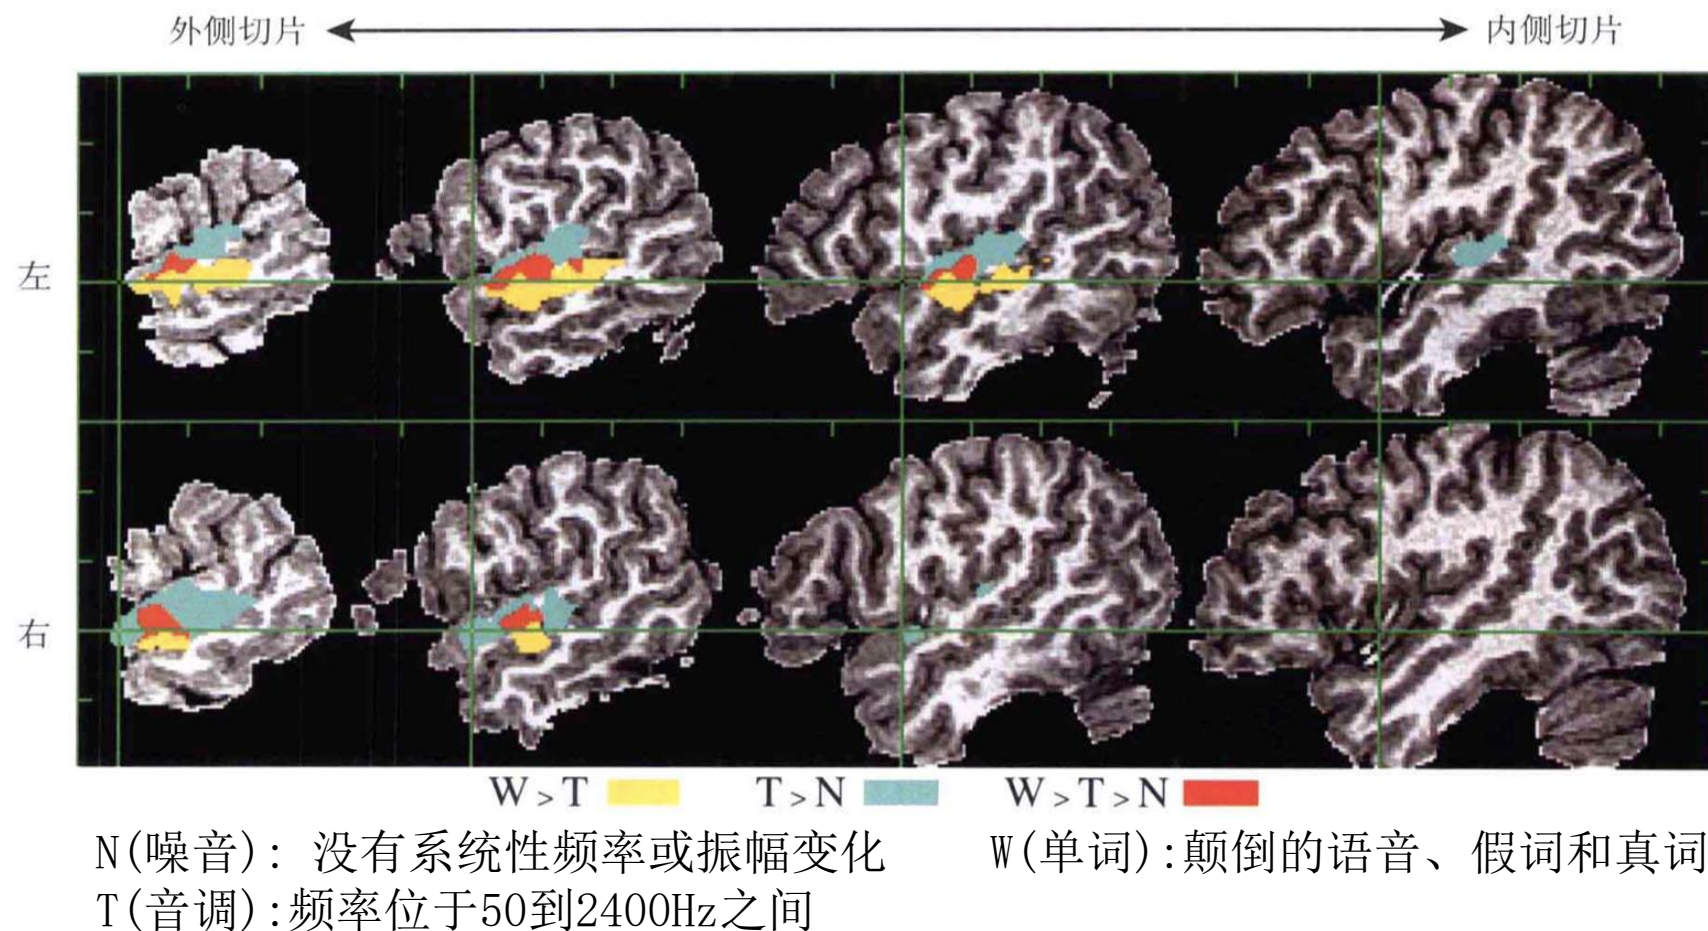 外侧切片 内侧切片
左
右
W>T T>N W>T>N
N(噪音): 没有系统性频率或振幅变化 W(单词):颠倒的语音、假词和真词
T(音调):频率位于50到2400Hz之间